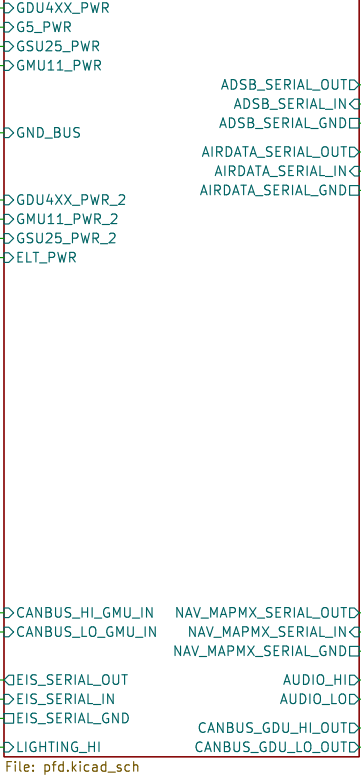 GDU4XX_PWR
G5_PWR
GSU25_PWR
GMU11_PWR
ADSB_SERIAL_OUT
ADSB_SERIAL_IN
ADSB_SERIAL_GND
GND_BUS
AIRDATA_SERIAL_OUT
AIRDATA_SERIAL_IN
AIRDATA_SERIAL_GND
GDU4XX_PWR_2
GMU11_PWR_2
GSU25_PWR_2
ELT_PWR
CANBUS_HI_GMU_IN NAV_MAPMX_SERIAL_OUT
CANBUS_LO_GMU_IN NAV_MAPMX_SERIAL_IN
NAV_MAPMX_SERIAL_GND
EIS_SERIAL_OUT AUDIO_HI
EIS_SERIAL_IN AUDIO_LO
EIS_SERIAL_GND
CANBUS_GDU_HI_OUT
LIGHTING_HI CANBUS_GDU_LO_OUT
File: pfd.kicad_sch